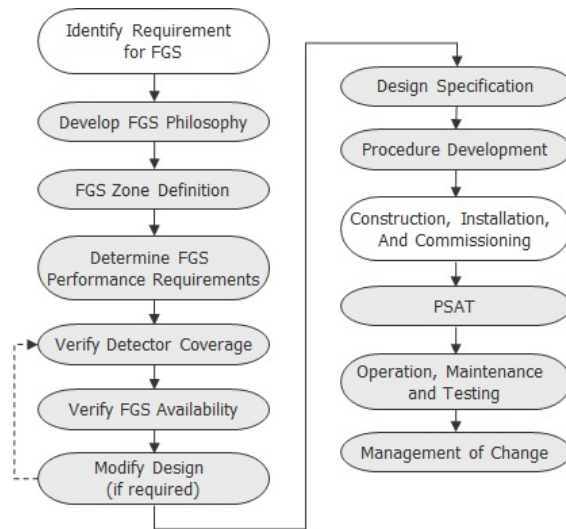 Identify Requirement
for FGS
Develop FGS Philosophy
FGS Zone Definition
Determine FGS
Performance Requirements
Verify Detector Coverage
Verify FGS Availability
Modify Design
(if required)
Design Specification
Procedure Development
Construction, Installation,
And Commissioning
PSAT
Operation, Maintenance
and Testing
Management of Change